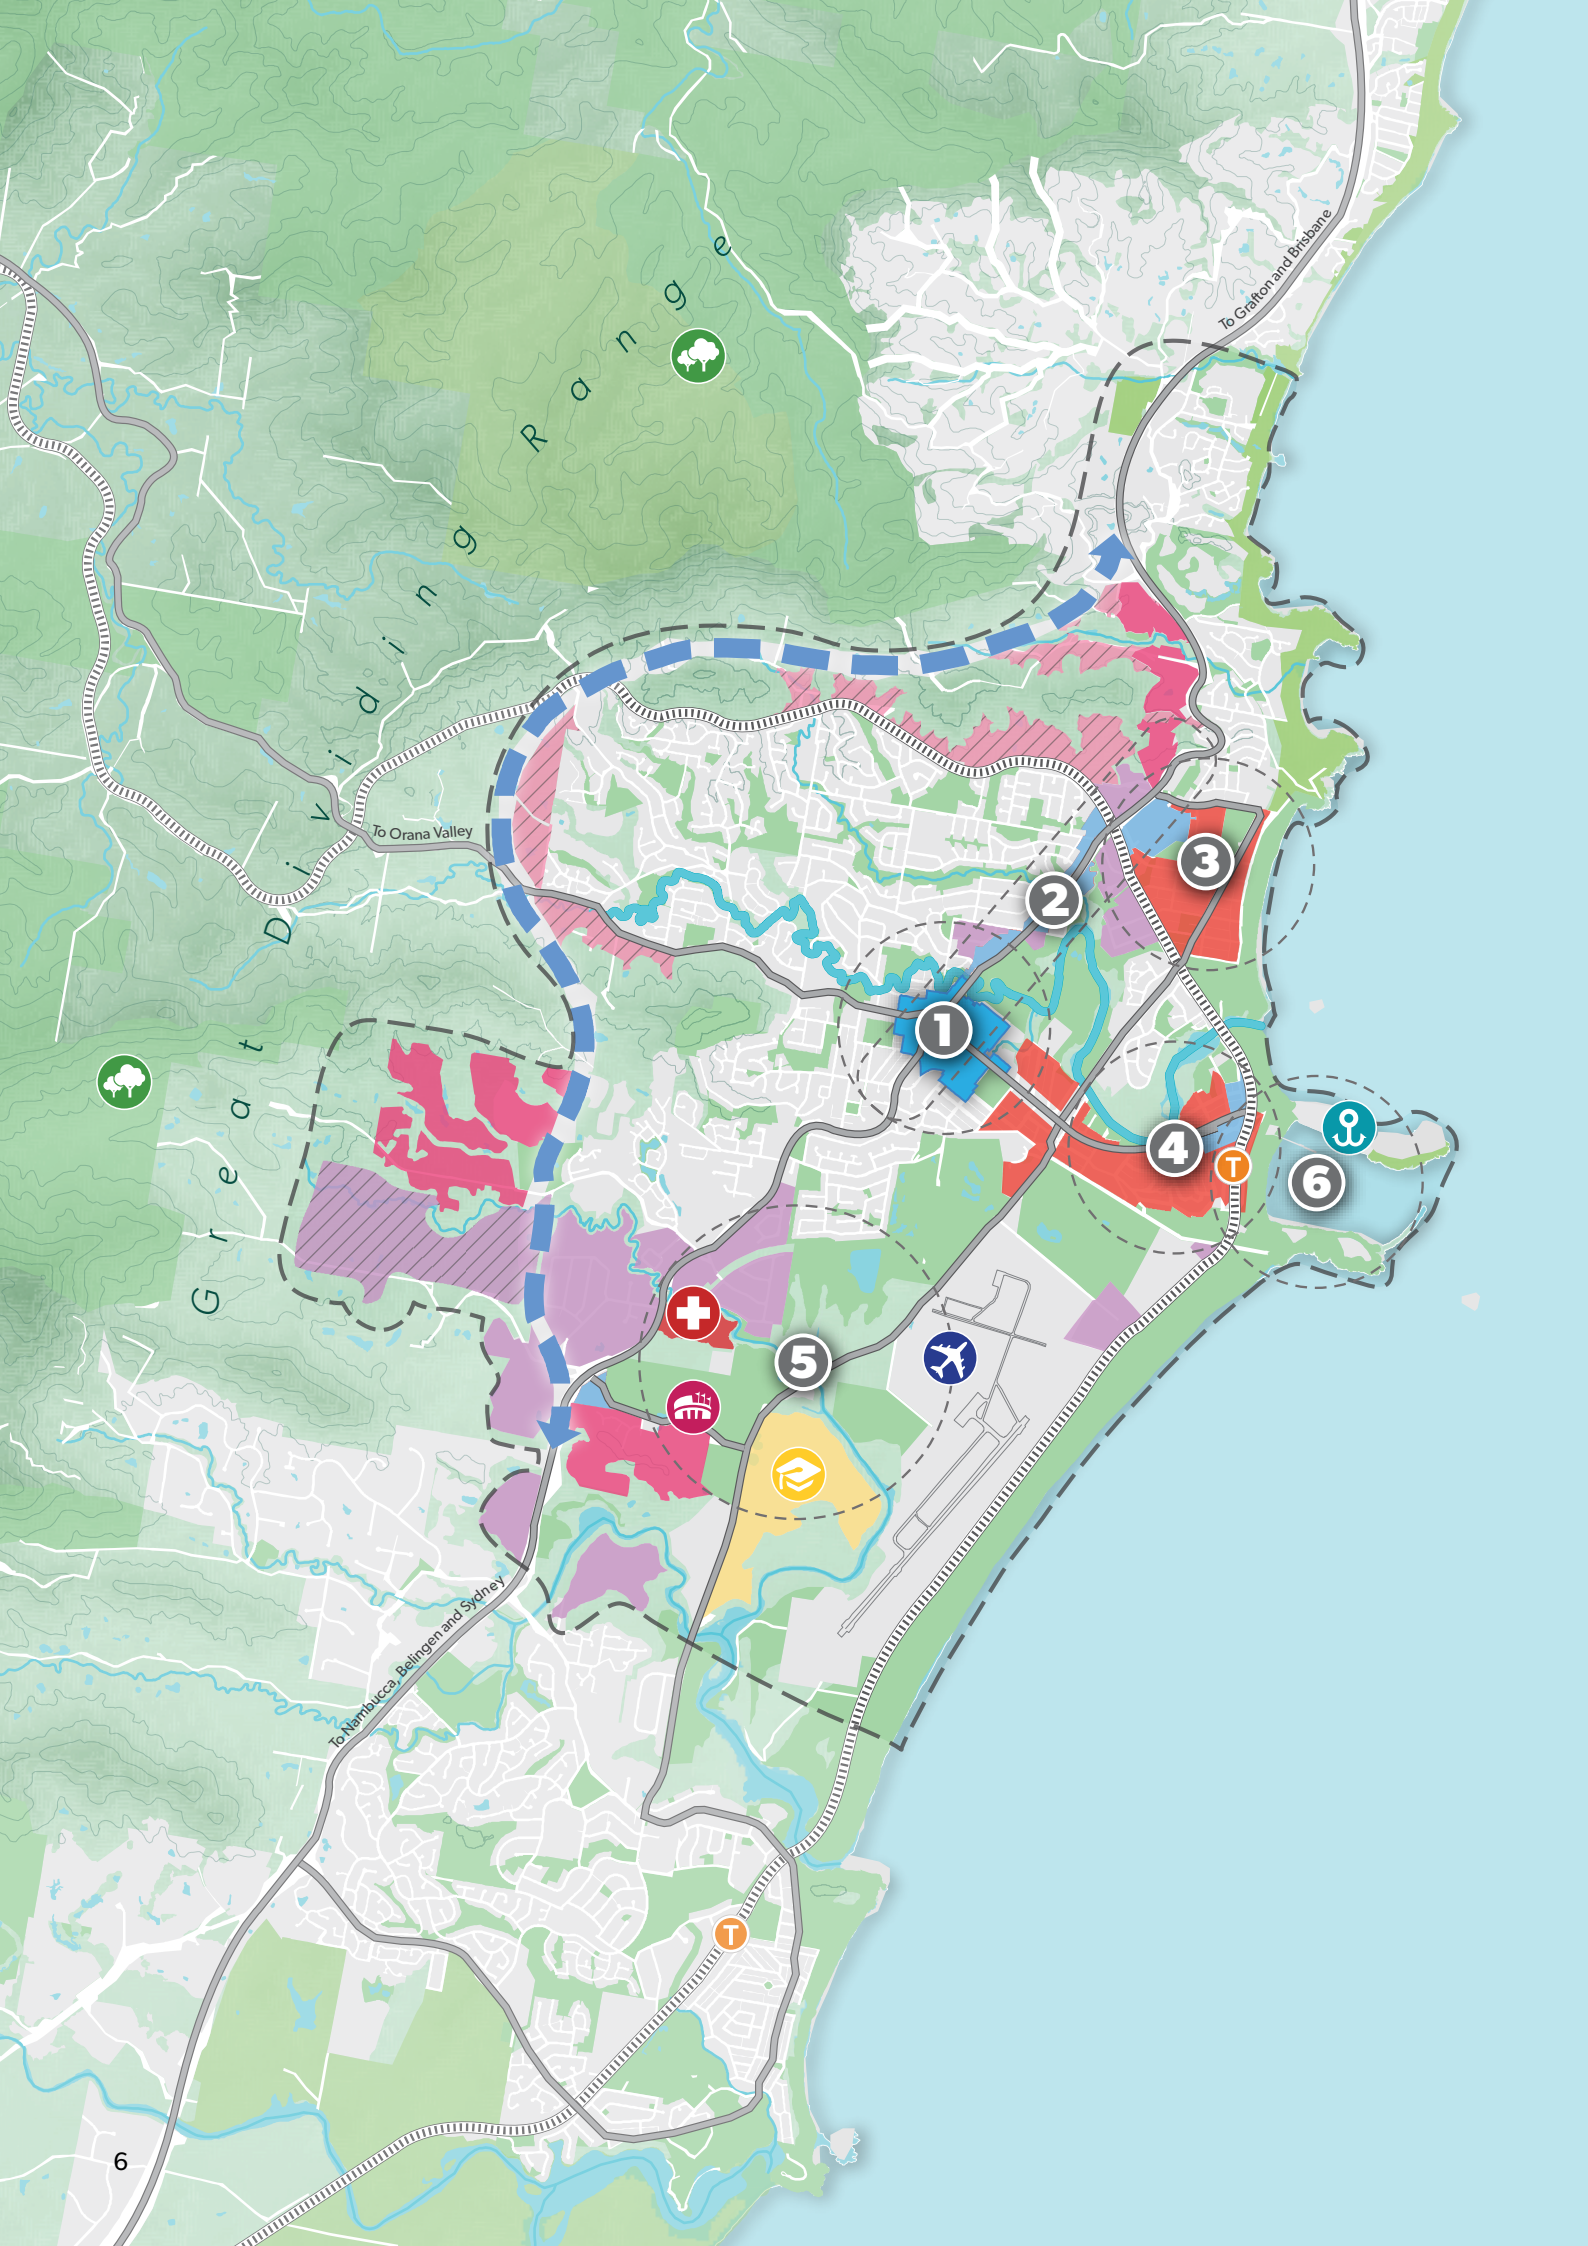 To Grafton and Brisbane
Great Dividing Range
To Orana Valley
3
2
1
4
T
6
5
To Nambucca, Belingen and Sydney
T
6